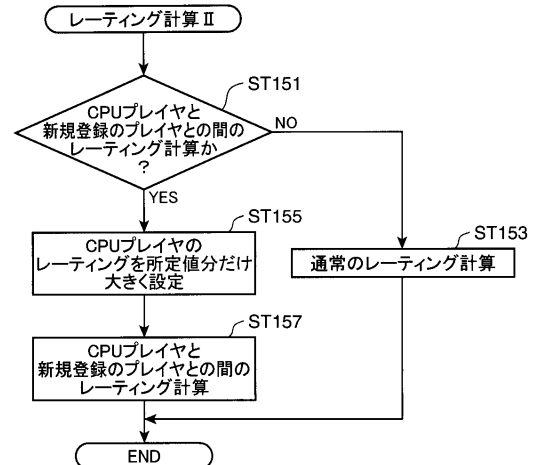 レーティング計算Ⅱ
ST151
CPUプレイヤと
新規登録のプレイヤとの間の
レーティング計算か
?
NO
YES
ST155
CPUプレイヤの
レーティングを所定値分だけ
大きく設定
ST153
通常のレーティング計算
ST157
CPUプレイヤと
新規登録のプレイヤとの間の
レーティング計算
END